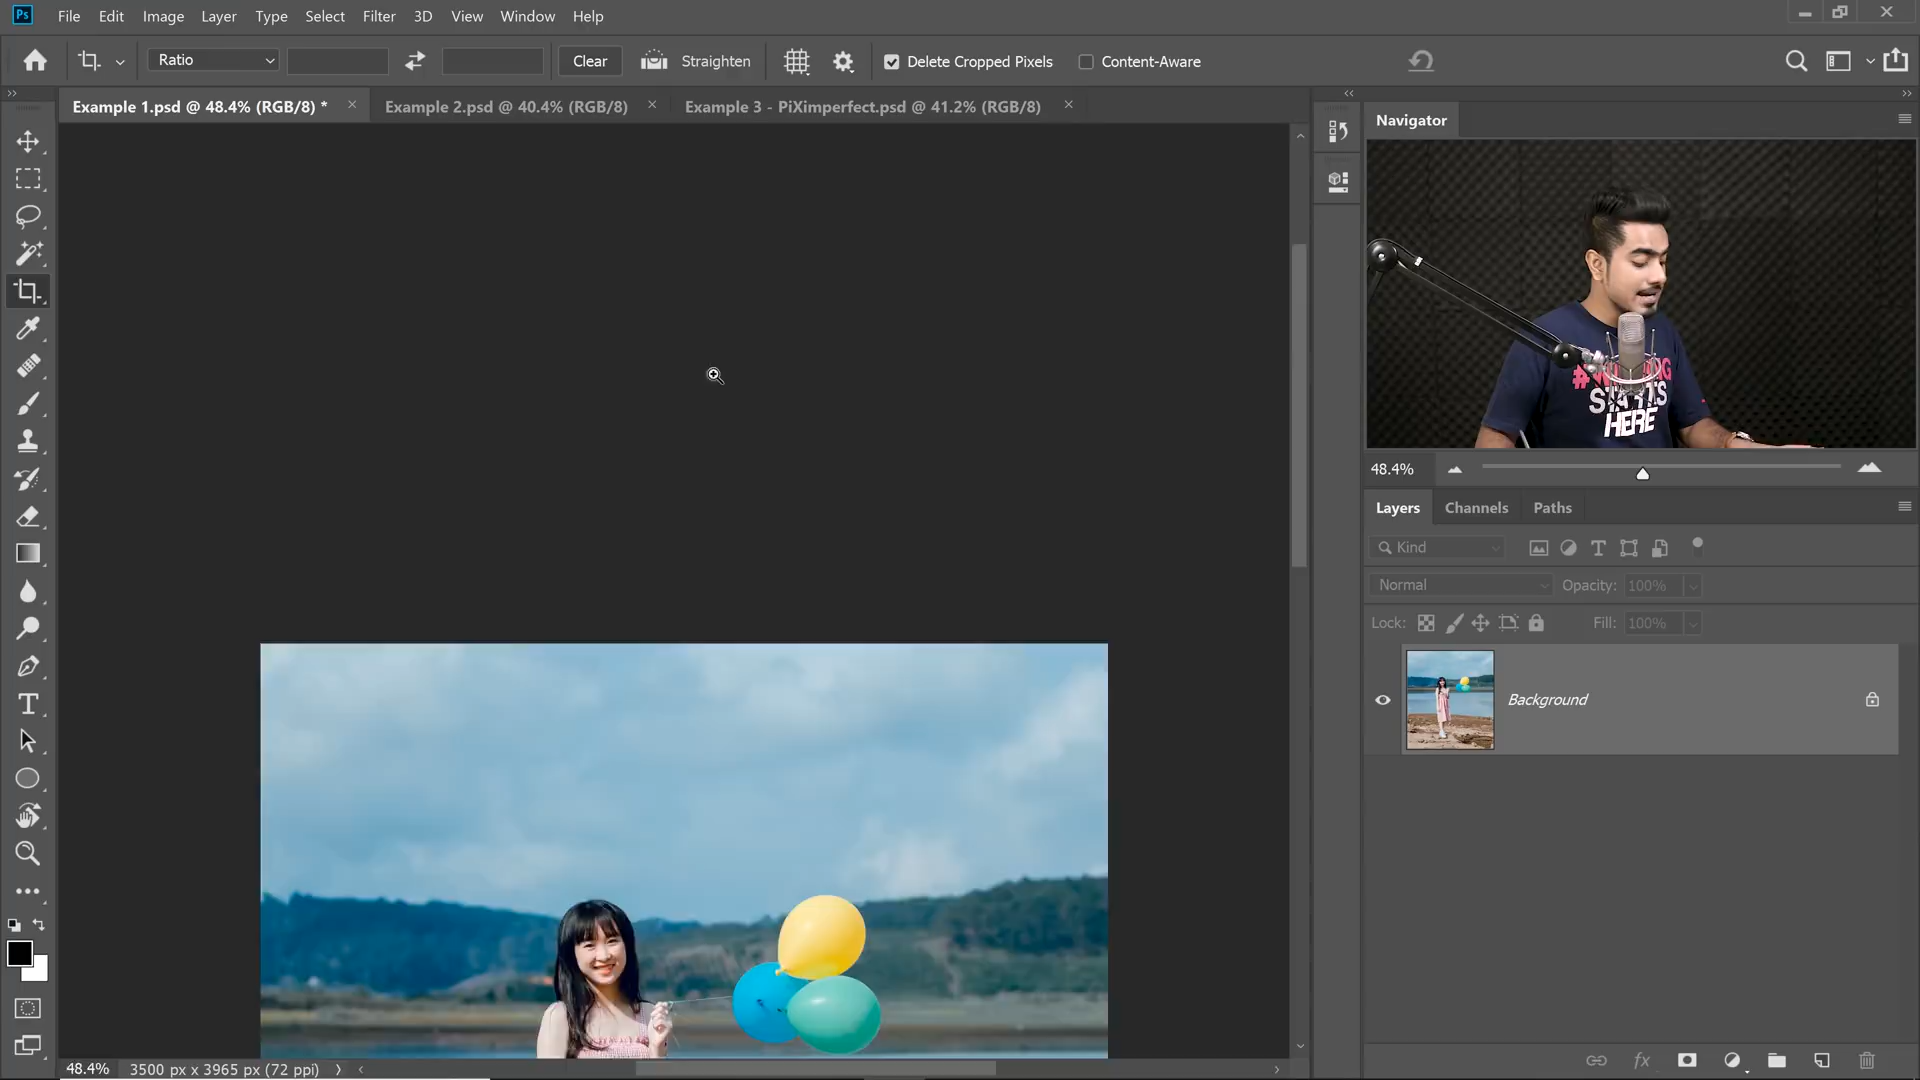 Ps File Edit Image Layer Type Select Filter 3D View Window Help
Ratio Clear Straighten Delete Cropped Pixels Content-Aware
Example 1.psd @ 48.4% (RGB/8) * Example 2.psd @ 40.4% (RGB/8) Example 3 - PiXimperfect.psd @ 41.2% (RGB/8)
Navigator
STARTS
HERE
48.4%
Layers Channels Paths
Kind
Normal Opacity: 100%
Lock: Fill: 100%
Background
48.4% 3500 px x 3965 px (72 ppi)